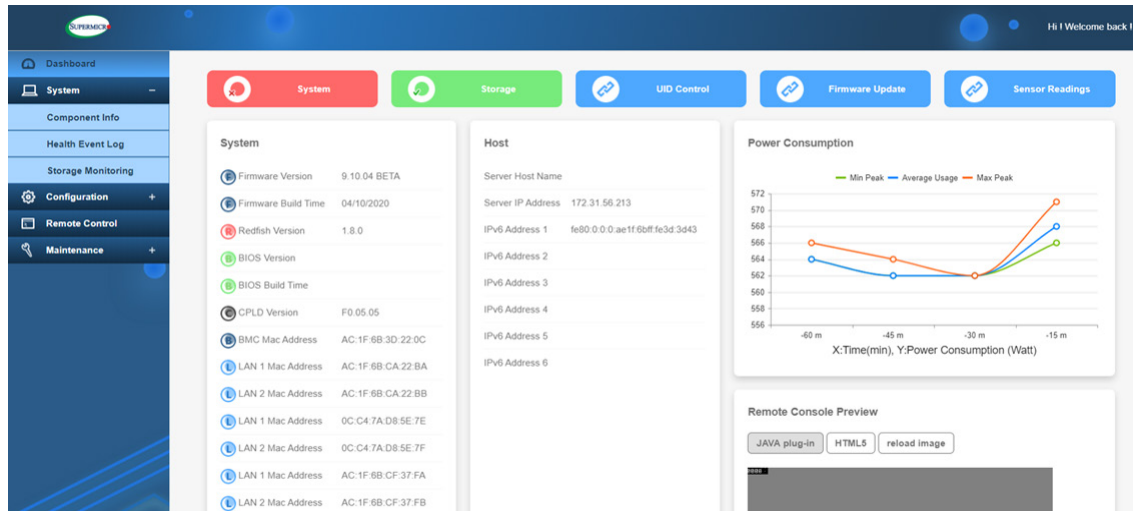 SUPERMICRO
Hi ! Welcome back !
Dashboard
System −
Component Info
Health Event Log
Storage Monitoring
Configuration +
Remote Control
Maintenance +
System
Storage
UID Control
Firmware Update
Sensor Readings
System
Firmware Version 9.10.04 BETA
Firmware Build Time 04/10/2020
Redfish Version 1.8.0
BIOS Version
BIOS Build Time
CPLD Version F0.05.05
BMC Mac Address AC:1F:6B:3D:22:0C
LAN 1 Mac Address AC:1F:6B:CA:22:BA
LAN 2 Mac Address AC:1F:6B:CA:22:BB
LAN 1 Mac Address 0C:C4:7A:D8:5E:7E
LAN 2 Mac Address 0C:C4:7A:D8:5E:7F
LAN 1 Mac Address AC:1F:6B:CF:37:FA
LAN 2 Mac Address AC:1F:6B:CF:37:FB
Host
Server Host Name
Server IP Address 172.31.56.213
IPv6 Address 1 fe80:0:0:0:ae1f:6bff:fe3d:3d43
IPv6 Address 2
IPv6 Address 3
IPv6 Address 4
IPv6 Address 5
IPv6 Address 6
Power Consumption
Min Peak Average Usage Max Peak
572
570
568
566
564
562
560
558
556
-60 m -45 m -30 m -15 m
X:Time(min), Y:Power Consumption (Watt)
Remote Console Preview
JAVA plug-in HTML5 reload image